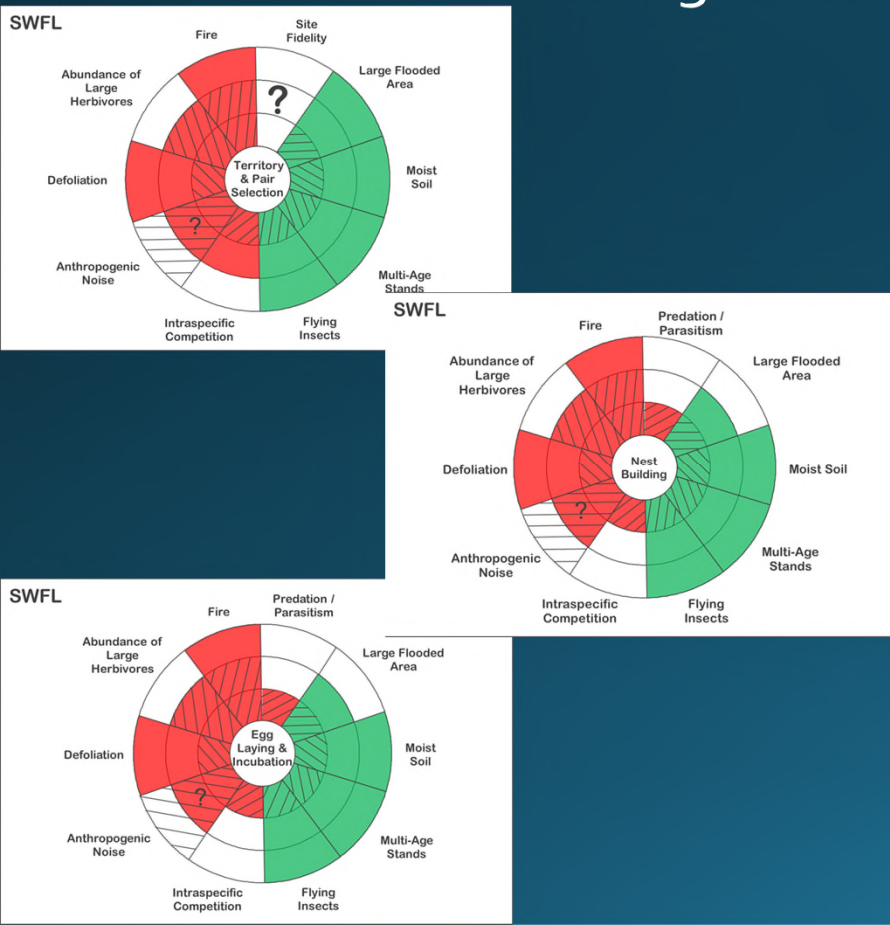 SWFL
Site
Fidelity
Fire
Large Flooded
Area
Abundance of
Large
Herbivores
?
Territory
& Pair
Selection
Moist
Soil
Defoliation
?
Anthropogenic
Noise
Multi-Age
Stands
Intraspecific
Competition
Flying
Insects
SWFL
Predation /
Parasitism
Fire
Abundance of
Large
Herbivores
Large Flooded
Area
Nest
Building
Defoliation
Moist Soil
?
Anthropogenic
Noise
Multi-Age
Stands
Intraspecific
Competition
Flying
Insects
SWFL
Predation /
Parasitism
Fire
Abundance of
Large
Herbivores
Large Flooded
Area
Egg
Laying &
Incubation
Defoliation
Moist
Soil
?
Anthropogenic
Noise
Multi-Age
Stands
Intraspecific
Competition
Flying
Insects